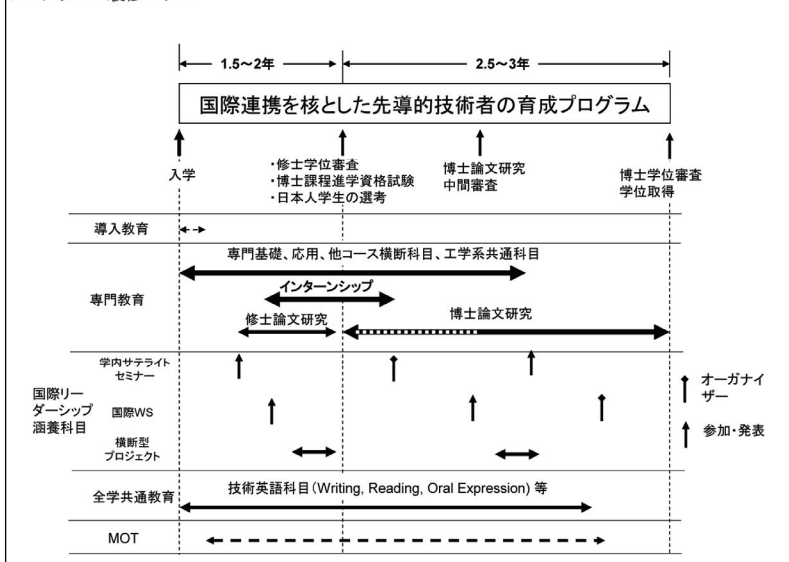 1.5～2年
2.5～3年
国際連携を核とした先導的技術者の育成プログラム
入学
・修士学位審査
・博士課程進学資格試験
・日本人学生の選考
博士論文研究
中間審査
博士学位審査
学位取得
導入教育
専門教育
専門基礎、応用、他コース横断科目、工学系共通科目
インターンシップ
修士論文研究
博士論文研究
国際リー
ダーシップ
涵養科目
学内サテライト
セミナー
国際WS
横断型
プロジェクト
オーガナイ
ザー
参加・発表
全学共通教育
技術英語科目（Writing, Reading, Oral Expression) 等
MOT